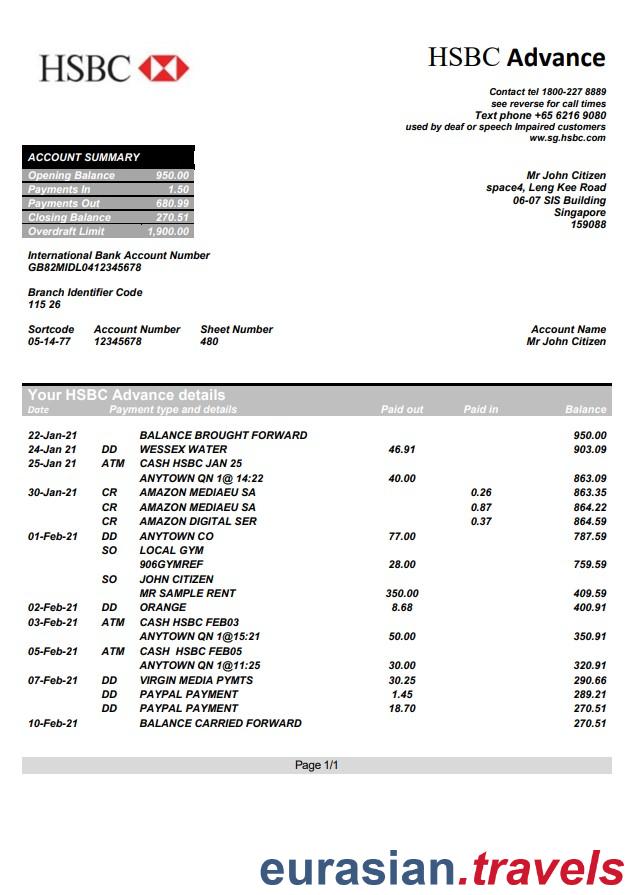 HSBC
HSBC Advance
Contact tel 1800-227 8889
see reverse for call times
Text phone +65 6216 9080
used by deaf or speech Impaired customers
ww.sg.hsbc.com
ACCOUNT SUMMARY
Opening Balance 950.00
Payments In 1.50
Payments Out 680.99
Closing Balance 270.51
Overdraft Limit 1,900.00
Mr John Citizen
space4, Leng Kee Road
06-07 SIS Building
Singapore
159088
International Bank Account Number
GB82MIDL0412345678
Branch Identifier Code
115 26
Sortcode Account Number Sheet Number Account Name
05-14-77 12345678 480 Mr John Citizen
Your HSBC Advance details
Date Payment type and details Paid out Paid in Balance
22-Jan-21 BALANCE BROUGHT FORWARD 950.00
24-Jan 21 DD WESSEX WATER 46.91 903.09
25-Jan 21 ATM CASH HSBC JAN 25
ANYTOWN QN 1@ 14:22 40.00 863.09
30-Jan-21 CR AMAZON MEDIAEU SA 0.26 863.35
CR AMAZON MEDIAEU SA 0.87 864.22
CR AMAZON DIGITAL SER 0.37 864.59
01-Feb-21 DD ANYTOWN CO 77.00 787.59
SO LOCAL GYM
906GYMREF 28.00 759.59
SO JOHN CITIZEN
MR SAMPLE RENT 350.00 409.59
02-Feb-21 DD ORANGE 8.68 400.91
03-Feb-21 ATM CASH HSBC FEB03
ANYTOWN QN 1@15:21 50.00 350.91
05-Feb-21 ATM CASH HSBC FEB05
ANYTOWN QN 1@11:25 30.00 320.91
07-Feb-21 DD VIRGIN MEDIA PYMTS 30.25 290.66
DD PAYPAL PAYMENT 1.45 289.21
DD PAYPAL PAYMENT 18.70 270.51
10-Feb-21 BALANCE CARRIED FORWARD 270.51
Page 1/1
eurasian.travels